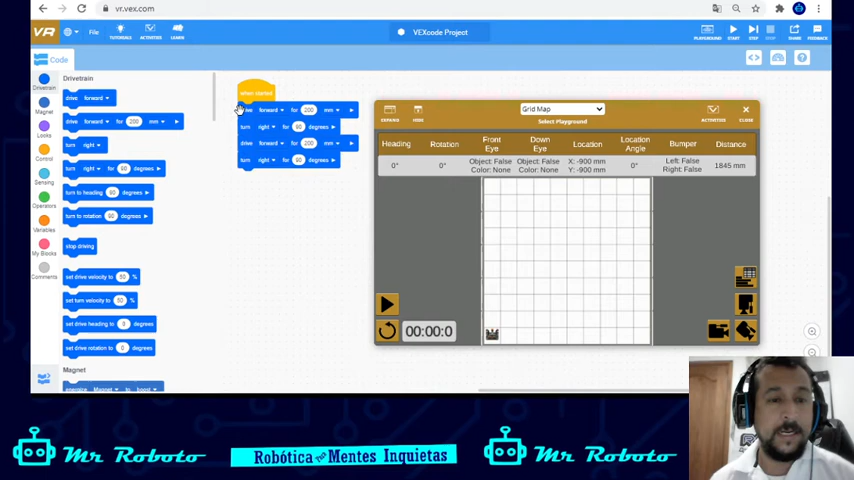 vr.vex.com
VR
File
TUTORIALS
ACTIVITIES
LEARN
VEXcode Project
PLAYGROUND
START
STEP
STOP
SHARE
FEEDBACK
Code
Drivetrain
Magnet
Looks
Control
Sensing
Operators
Variables
My Blocks
Comments
Drivetrain
drive forward
drive forward for 200 mm
turn right
turn right for 90 degrees
turn to heading 90 degrees
turn to rotation 90 degrees
stop driving
set drive velocity to 50 %
set turn velocity to 50 %
set drive heading to 0 degrees
set drive rotation to 0 degrees
Magnet
energize Magnet to boost
when started
drive forward for 200 mm
turn right for 90 degrees
drive forward for 200 mm
turn right for 90 degrees
EXPAND
HIDE
Grid Map
Select Playground
ACTIVITIES
CLOSE
Heading Rotation Front Eye Down Eye Location Location Angle Bumper Distance
0° 0° Object: False Color: None Object: False Color: None X: -900 mm Y: -900 mm 0° Left: False Right: False 1845 mm
00:00:0
Mr Roboto
Robótica Para Mentes Inquietas
Mr Roboto